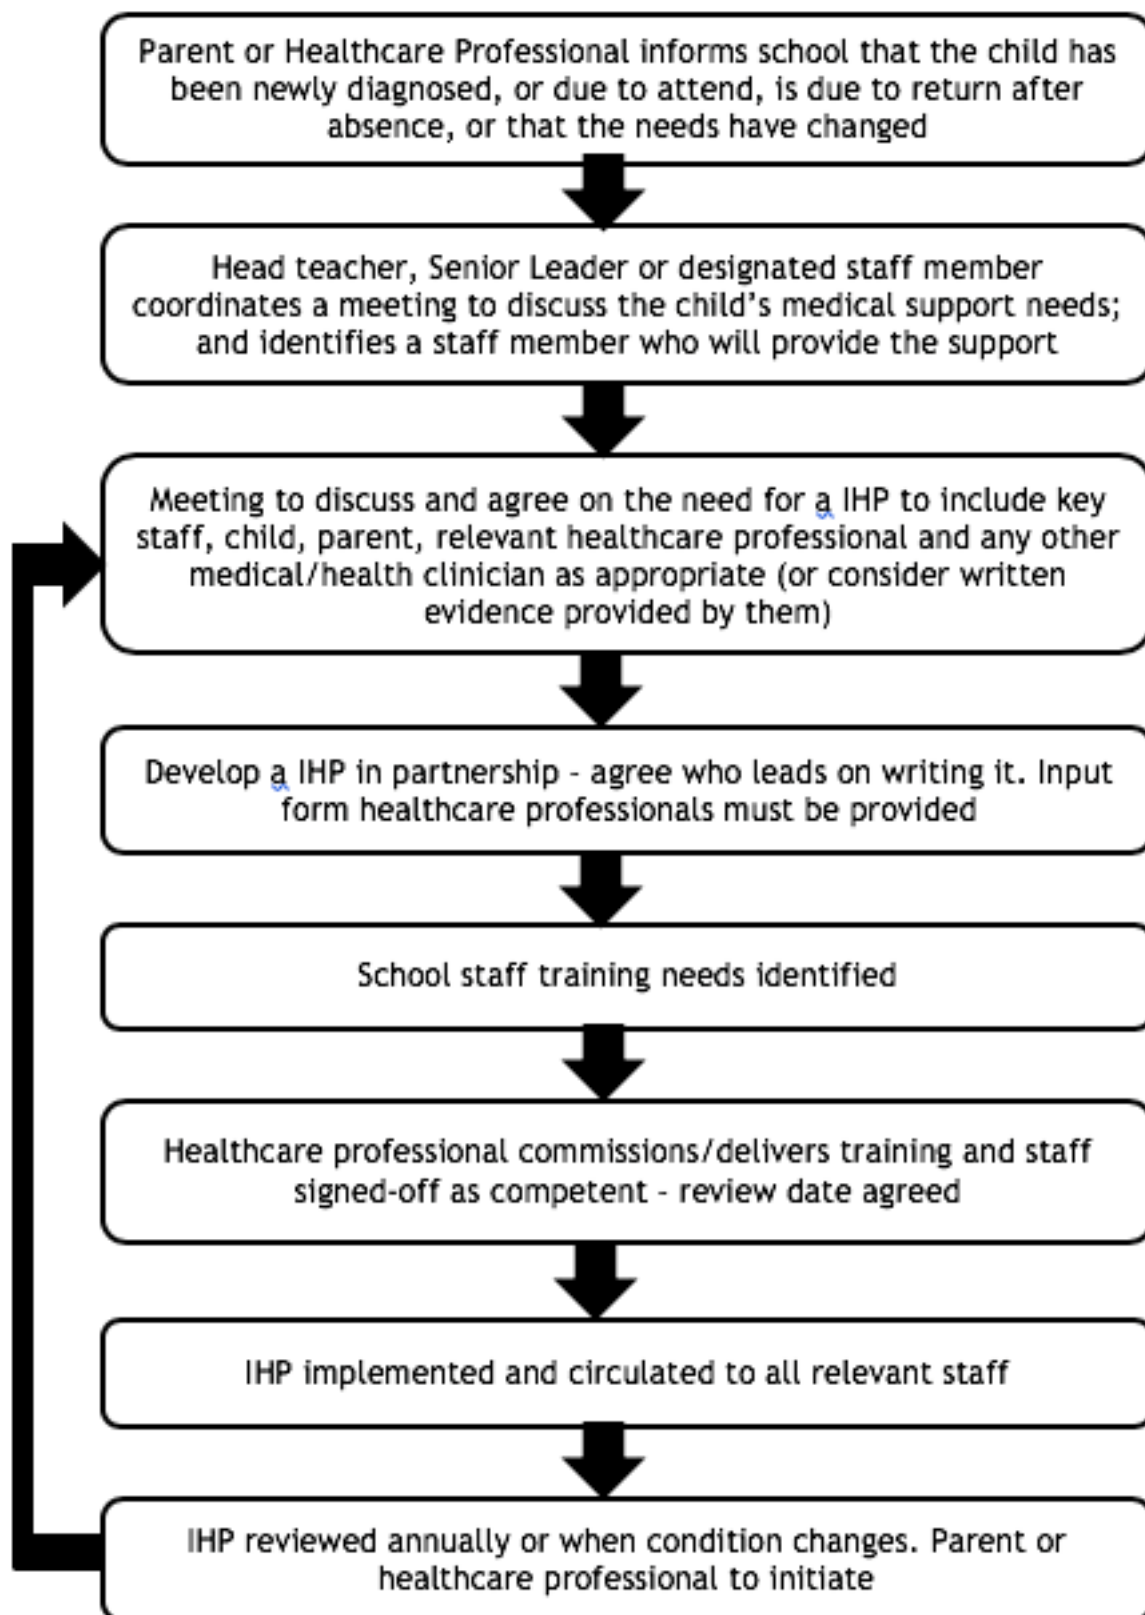 Parent or Healthcare Professional informs school that the child has
been newly diagnosed, or due to attend, is due to return after
absence, or that the needs have changed
Head teacher, Senior Leader or designated staff member
coordinates a meeting to discuss the child's medical support needs;
and identifies a staff member who will provide the support
Meeting to discuss and agree on the need for a IHP to include key
staff, child, parent, relevant healthcare professional and any other
medical/health clinician as appropriate (or consider written
evidence provided by them)
Develop a IHP in partnership - agree who leads on writing it. Input
form healthcare professionals must be provided
School staff training needs identified
Healthcare professional commissions/delivers training and staff
signed-off as competent - review date agreed
IHP implemented and circulated to all relevant staff
IHP reviewed annually or when condition changes. Parent or
healthcare professional to initiate